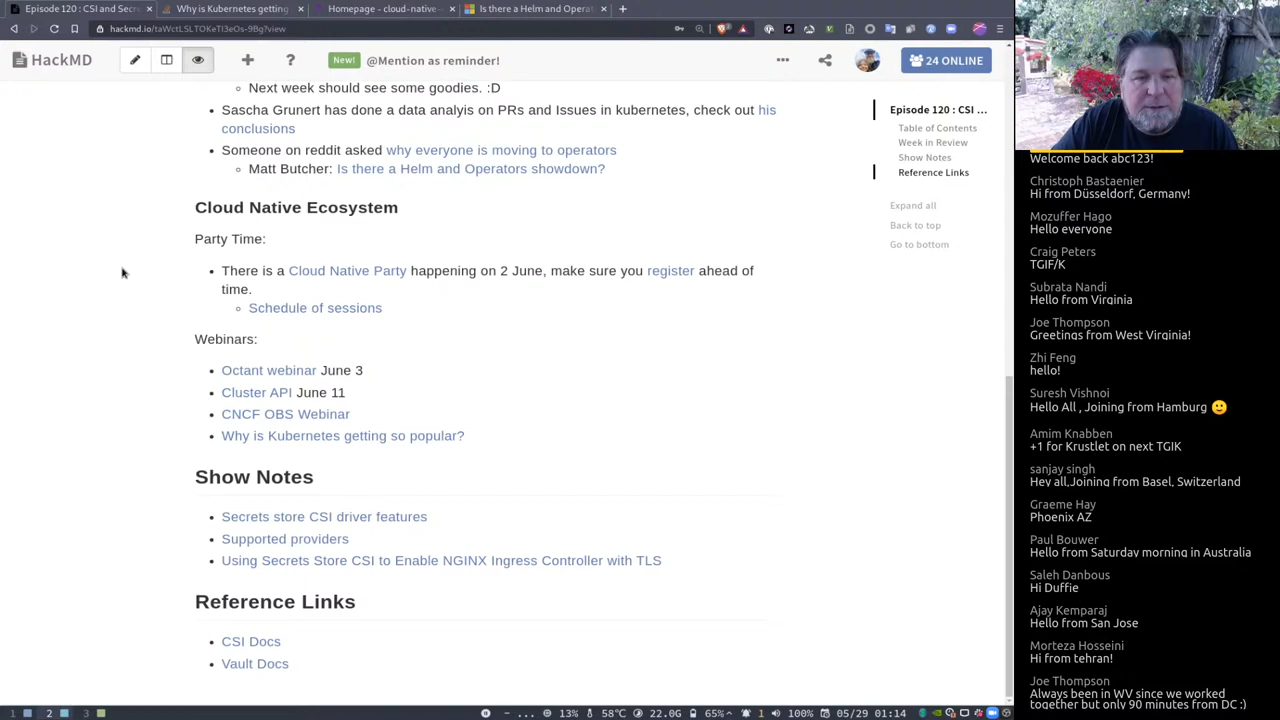 Episode 120 : CSI and Secre
Why is Kubernetes getting
Homepage - cloud-native-
Is there a Helm and Operat
hackmd.io/taWctLSLTOKeTl3eOs-9Bg?view
HackMD
New! @Mention as reminder!
24 ONLINE
Next week should see some goodies. :D
Sascha Grunert has done a data analyis on PRs and Issues in kubernetes, check out his
conclusions
Someone on reddit asked why everyone is moving to operators
Matt Butcher: Is there a Helm and Operators showdown?
Cloud Native Ecosystem
Party Time:
There is a Cloud Native Party happening on 2 June, make sure you register ahead of
time.
Schedule of sessions
Webinars:
Octant webinar June 3
Cluster API June 11
CNCF OBS Webinar
Why is Kubernetes getting so popular?
Show Notes
Secrets store CSI driver features
Supported providers
Using Secrets Store CSI to Enable NGINX Ingress Controller with TLS
Reference Links
CSI Docs
Vault Docs
Episode 120 : CSI ...
Table of Contents
Week in Review
Show Notes
Reference Links
Expand all
Back to top
Go to bottom
Welcome back abc123!
Christoph Bastaenier
Hi from Düsseldorf, Germany!
Mozuffer Hago
Hello everyone
Craig Peters
TGIF/K
Subrata Nandi
Hello from Virginia
Joe Thompson
Greetings from West Virginia!
Zhi Feng
hello!
Suresh Vishnoi
Hello All , Joining from Hamburg 🙂
Amim Knabben
+1 for Krustlet on next TGIK
sanjay singh
Hey all,Joining from Basel, Switzerland
Graeme Hay
Phoenix AZ
Paul Bouwer
Hello from Saturday morning in Australia
Saleh Danbous
Hi Duffie
Ajay Kemparaj
Hello from San Jose
Morteza Hosseini
Hi from tehran!
Joe Thompson
Always been in WV since we worked
together but only 90 minutes from DC :)
1 2 3 ... 13% 58°C 22.0G 65% 1 100% 05/29 01:14